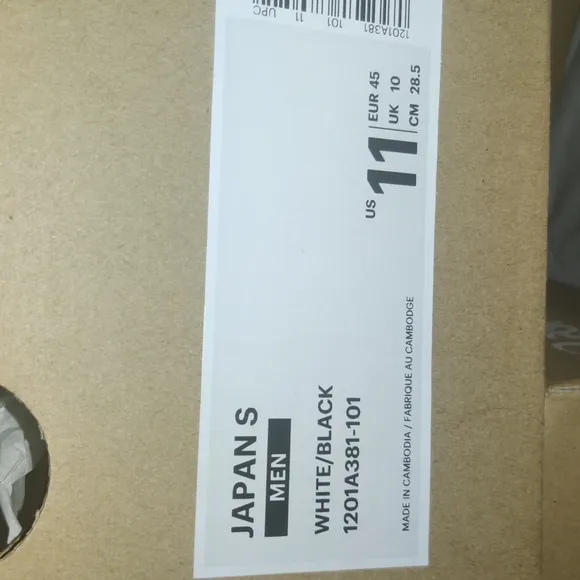 JAPAN S
MEN
WHITE/BLACK
1201A381-101
MADE IN CAMBODIA / FABRIQUE AU CAMBODGE
US 11
EUR 45
UK 10
CM 28.5
UPC
11
101
1201A381